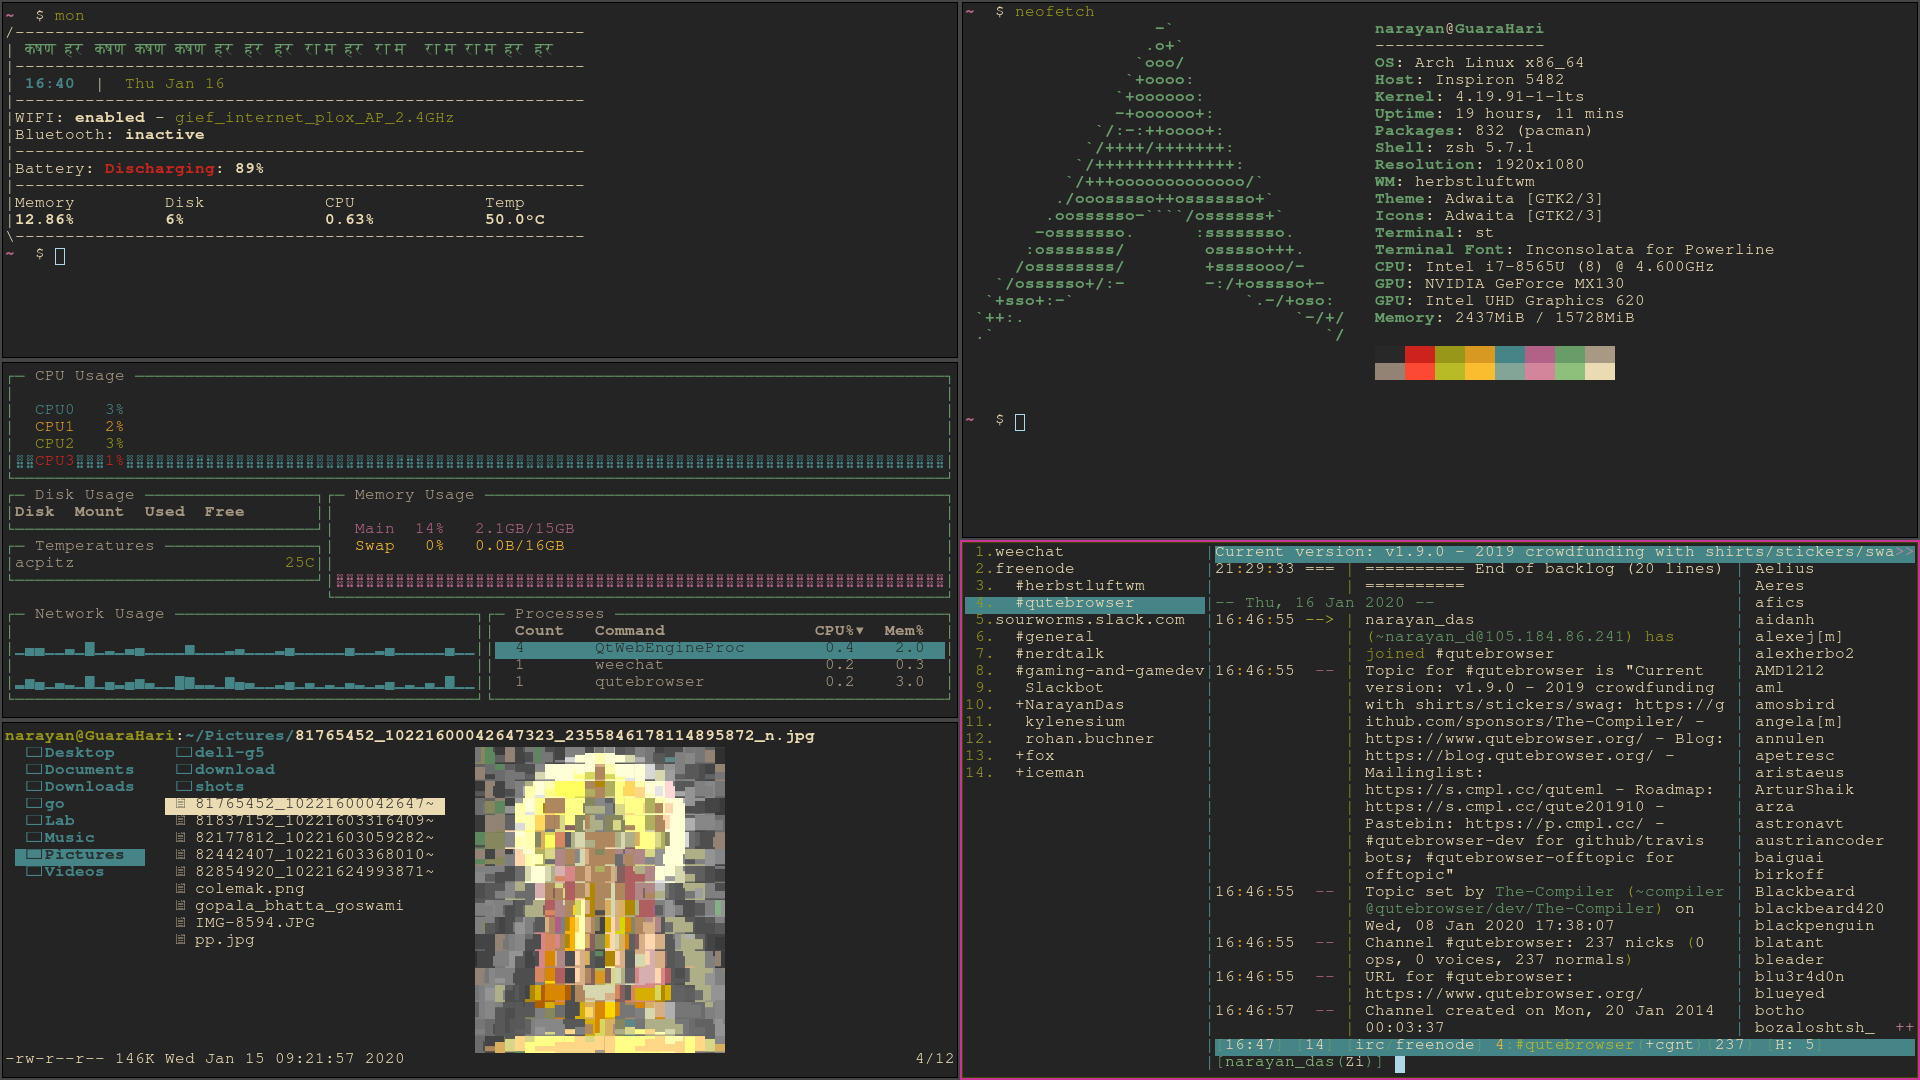 ~  $ mon
कषण हर कषण कषण कषण हर हर हर राम हर राम  राम राम हर हर
16:40  |  Thu Jan 16
WIFI: enabled - gief_internet_plox_AP_2.4GHz
Bluetooth: inactive
Battery: Discharging: 89%
Memory Disk CPU Temp
12.86% 6% 0.63% 50.0ºC
~  $
~  $ neofetch
narayan@GuaraHari
-----------------
OS: Arch Linux x86_64
Host: Inspiron 5482
Kernel: 4.19.91-1-lts
Uptime: 19 hours, 11 mins
Packages: 832 (pacman)
Shell: zsh 5.7.1
Resolution: 1920x1080
WM: herbstluftwm
Theme: Adwaita [GTK2/3]
Icons: Adwaita [GTK2/3]
Terminal: st
Terminal Font: Inconsolata for Powerline
CPU: Intel i7-8565U (8) @ 4.600GHz
GPU: NVIDIA GeForce MX130
GPU: Intel UHD Graphics 620
Memory: 2437MiB / 15728MiB
~  $
CPU Usage
CPU0 3%
CPU1 2%
CPU2 3%
CPU3 1%
Disk Usage
Disk Mount Used Free
Temperatures
acpitz 25C
Memory Usage
Main 14% 2.1GB/15GB
Swap 0% 0.0B/16GB
Network Usage
Processes
Count Command CPU%▼ Mem%
4 QtWebEngineProc 0.4 2.0
1 weechat 0.2 0.3
1 qutebrowser 0.2 3.0
narayan@GuaraHari:~/Pictures/81765452_10221600042647323_2355846178114895872_n.jpg
Desktop
Documents
Downloads
go
Lab
Music
Pictures
Videos
dell-g5
download
shots
81765452_10221600042647~
81837152_10221603316409~
82177812_10221603059282~
82442407_10221603368010~
82854920_10221624993871~
colemak.png
gopala_bhatta_goswami
IMG-8594.JPG
pp.jpg
-rw-r--r-- 146K Wed Jan 15 09:21:57 2020 4/12
1.weechat
2.freenode
3. #herbstluftwm
4. #qutebrowser
5.sourworms.slack.com
6. #general
7. #nerdtalk
8. #gaming-and-gamedev
9. Slackbot
10. +NarayanDas
11. kylenesium
12. rohan.buchner
13. +fox
14. +iceman
Current version: v1.9.0 - 2019 crowdfunding with shirts/stickers/swa>>
21:29:33 === | ========== End of backlog (20 lines)
==========
-- Thu, 16 Jan 2020 --
16:46:55 --> | narayan_das
(~narayan_d@105.184.86.241) has
joined #qutebrowser
16:46:55 -- | Topic for #qutebrowser is "Current
version: v1.9.0 - 2019 crowdfunding
with shirts/stickers/swag: https://g
ithub.com/sponsors/The-Compiler/ -
https://www.qutebrowser.org/ - Blog:
https://blog.qutebrowser.org/ -
Mailinglist:
https://s.cmpl.cc/quteml - Roadmap:
https://s.cmpl.cc/qute201910 -
Pastebin: https://p.cmpl.cc/ -
#qutebrowser-dev for github/travis
bots; #qutebrowser-offtopic for
offtopic"
16:46:55 -- | Topic set by The-Compiler (~compiler
@qutebrowser/dev/The-Compiler) on
Wed, 08 Jan 2020 17:38:07
16:46:55 -- | Channel #qutebrowser: 237 nicks (0
ops, 0 voices, 237 normals)
16:46:55 -- | URL for #qutebrowser:
https://www.qutebrowser.org/
16:46:57 -- | Channel created on Mon, 20 Jan 2014
00:03:37
Aelius
Aeres
afics
aidanh
alexej[m]
alexherbo2
AMD1212
aml
amosbird
angela[m]
annulen
apetresc
aristaeus
ArturShaik
arza
astronavt
austriancoder
baiguai
birkoff
Blackbeard
blackbeard420
blackpenguin
blatant
bleader
blu3r4d0n
blueyed
botho
bozaloshtsh_ ++
[16:47] [14] [irc/freenode] 4:#qutebrowser(+cgnt){237} [H: 5]
[narayan_das(Zi)]